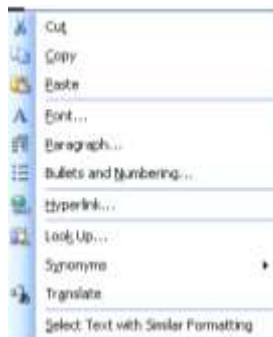 Cut
Copy
Paste
Font...
Paragraph...
Bullets and Numbering...
Hyperlink...
Look Up...
Synonyms
Translate
Select Text with Similar Formatting